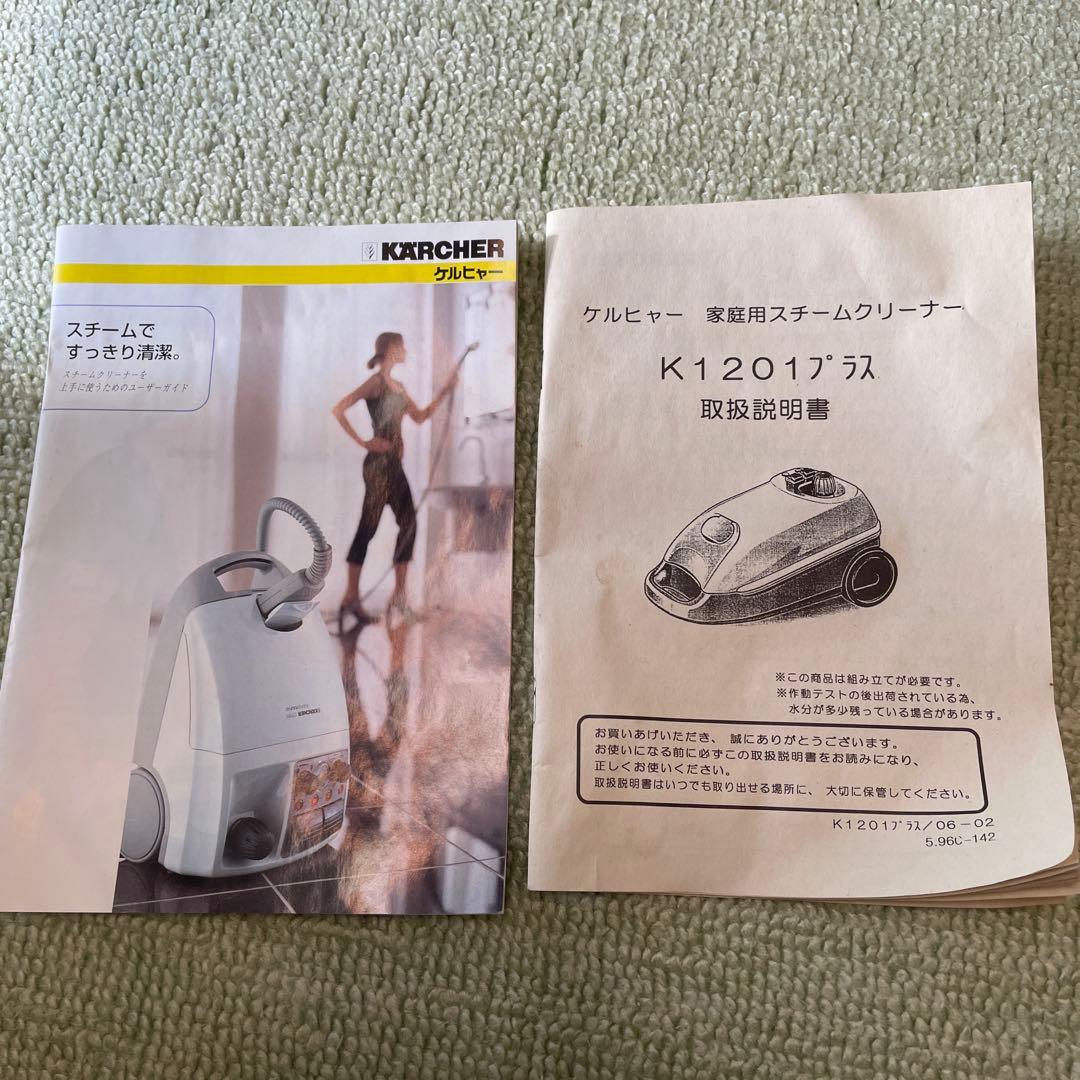 KÄRCHER
ケルヒャー
スチームで
すっきり清潔。
スチームクリーナーを
上手に使うためのユーザーガイド
KÄRCHER
ケルヒャー 家庭用スチームクリーナー
K1201プラス
取扱説明書
※この商品は組み立てが必要です。
※作動テストの後出荷されている為、
水分が多少残っている場合があります。
お買いあげいただき、誠にありがとうございます。
お使いになる前に必ずこの取扱説明書をお読みになり、
正しくお使いください。
取扱説明書はいつでも取り出せる場所に、大切に保管してください。
K1201プラス/06-02
5.960-142